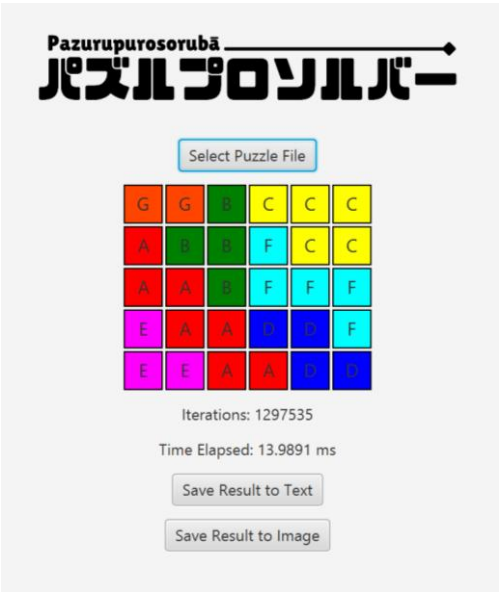 Pazurupurosorubā
パズルプロソルバー
Select Puzzle File
G G B C C C
A B B F C C
A A B F F F
E A A D D F
E E A A D D
Iterations: 1297535
Time Elapsed: 13.9891 ms
Save Result to Text
Save Result to Image